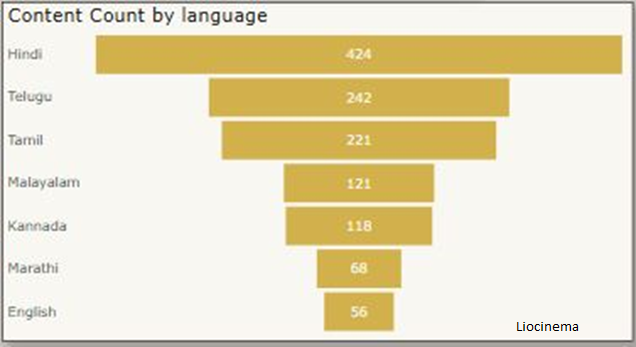 Content Count by language
Hindi 424
Telugu 242
Tamil 221
Malayalam 121
Kannada 118
Marathi 68
English 56
Liocinema